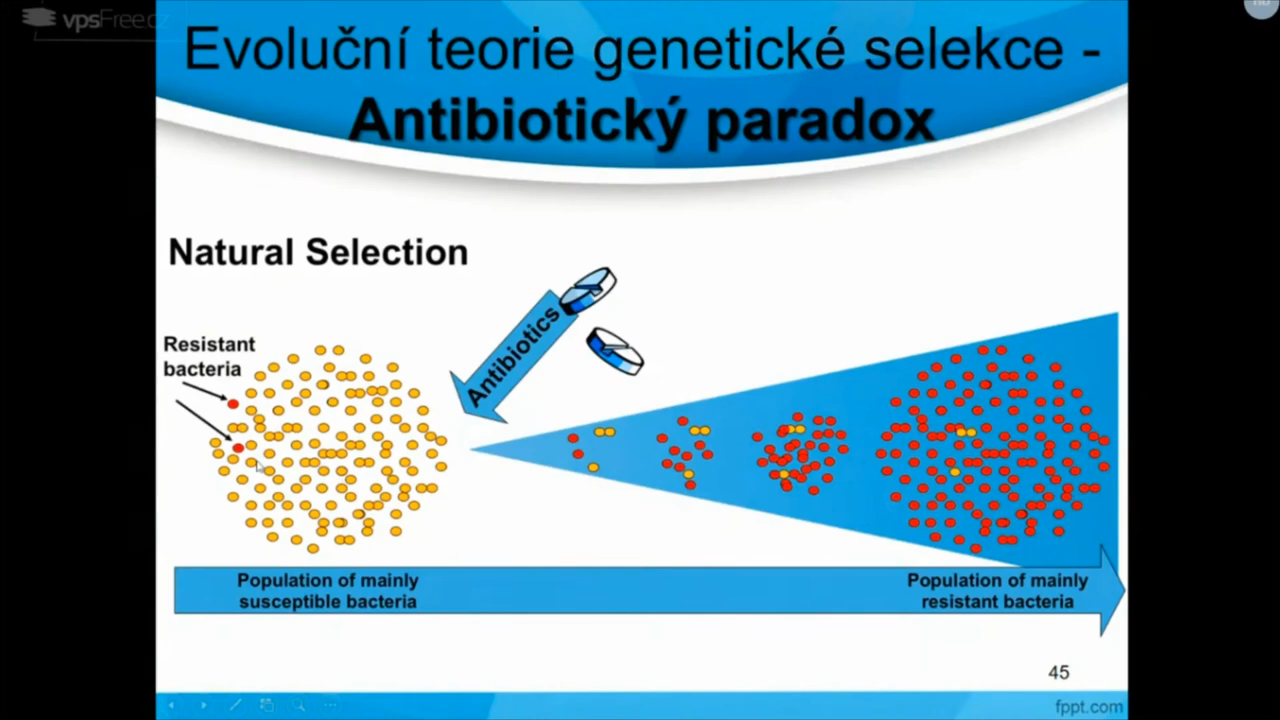 vpsFree.cz
Evoluční teorie genetické selekce -
Antibiotický paradox
Natural Selection
Resistant
bacteria
Antibiotics
Population of mainly
susceptible bacteria
Population of mainly
resistant bacteria
45
fppt.com